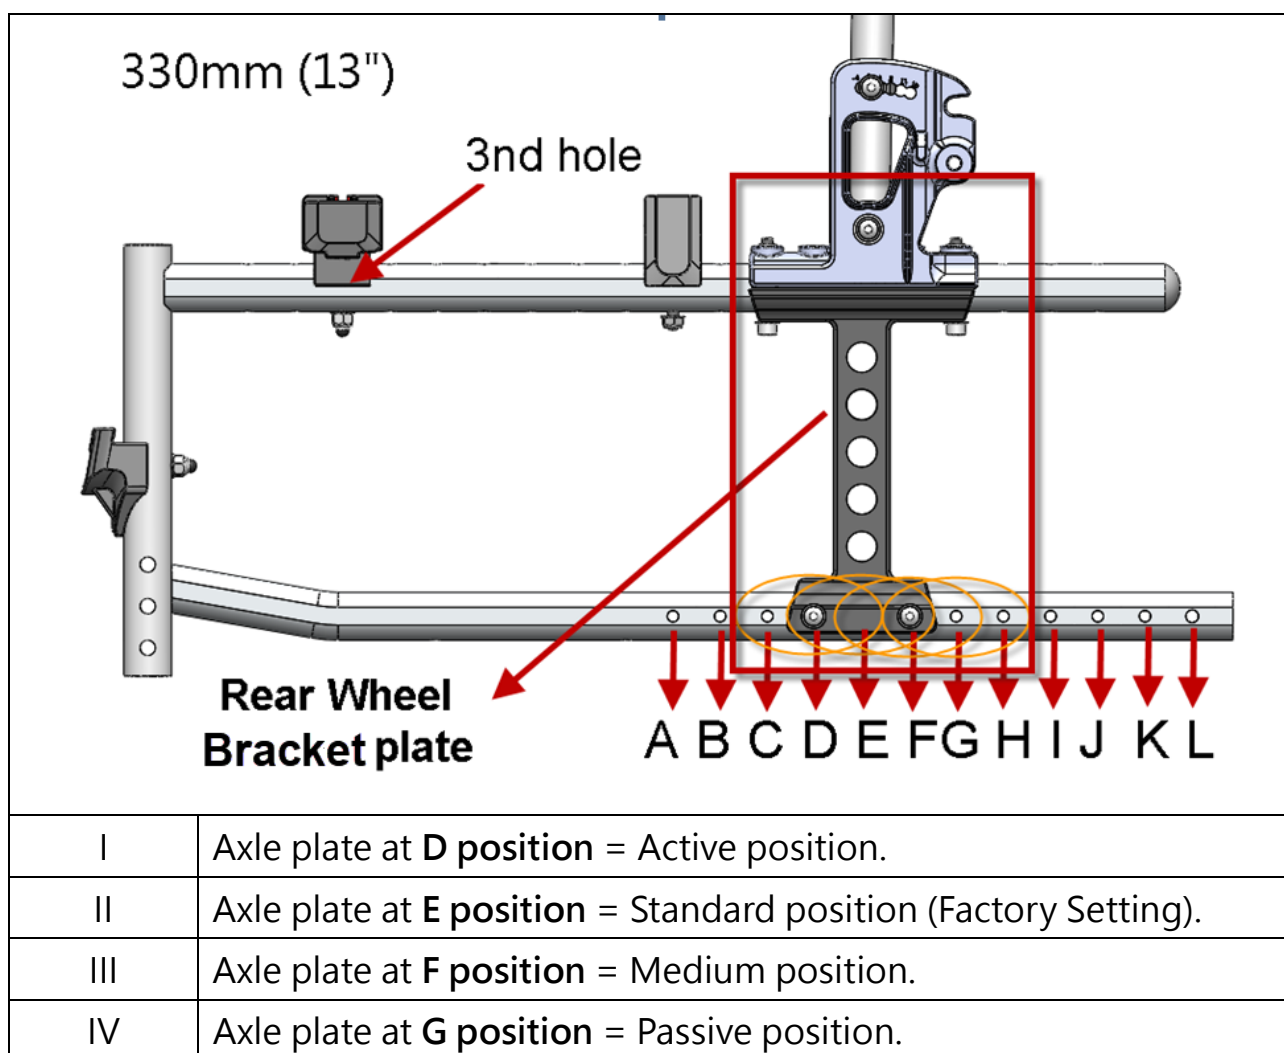 330mm (13")
3nd hole
Rear Wheel
Bracket plate
A B C D E F G H I J K L
I Axle plate at D position = Active position.
II Axle plate at E position = Standard position (Factory Setting).
III Axle plate at F position = Medium position.
IV Axle plate at G position = Passive position.